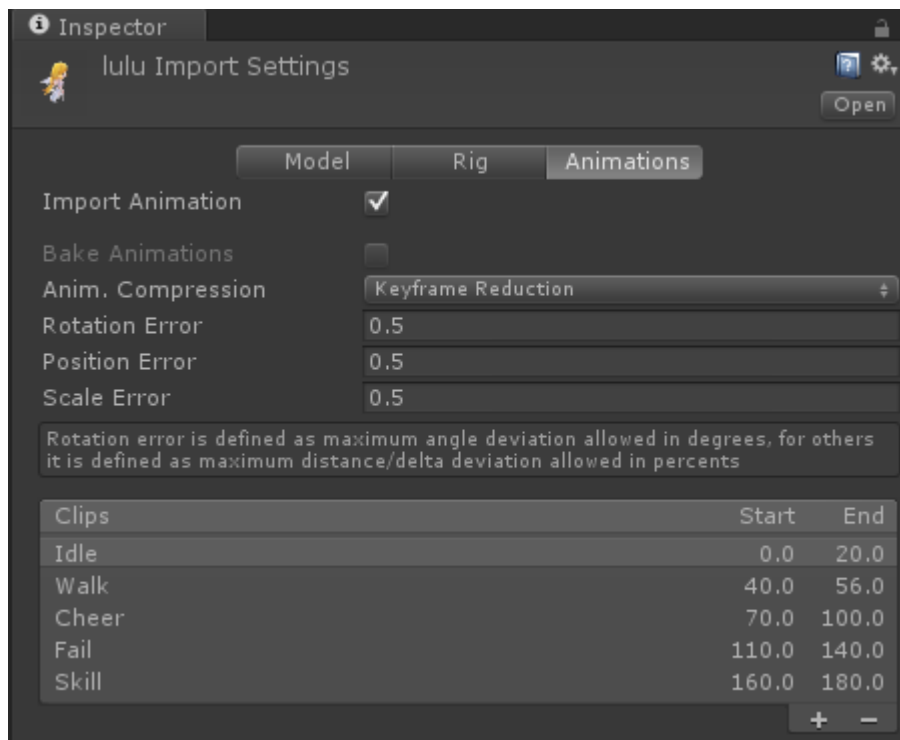 Inspector
lulu Import Settings
Open
Model Rig Animations
Import Animation
Bake Animations
Anim. Compression Keyframe Reduction
Rotation Error 0.5
Position Error 0.5
Scale Error 0.5
Rotation error is defined as maximum angle deviation allowed in degrees, for others
it is defined as maximum distance/delta deviation allowed in percents
Clips Start End
Idle 0.0 20.0
Walk 40.0 56.0
Cheer 70.0 100.0
Fail 110.0 140.0
Skill 160.0 180.0
+ −